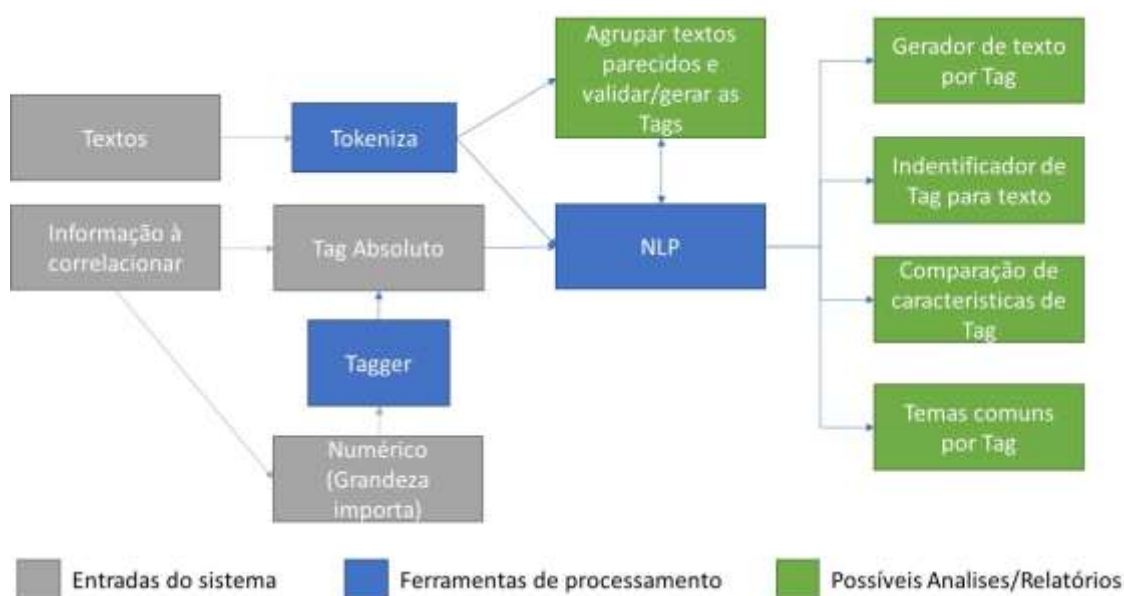 Agrupar textos
parecidos e
validar/gerar as
Tags
Gerador de texto
por Tag
Textos
Tokeniza
Indentificador de
Tag para texto
Informação à
correlacionar
Tag Absoluto
NLP
Comparação de
características de
Tag
Tagger
Temas comuns
por Tag
Numérico
(Grandeza
importa)
Entradas do sistema
Ferramentas de processamento
Possíveis Analises/Relatórios